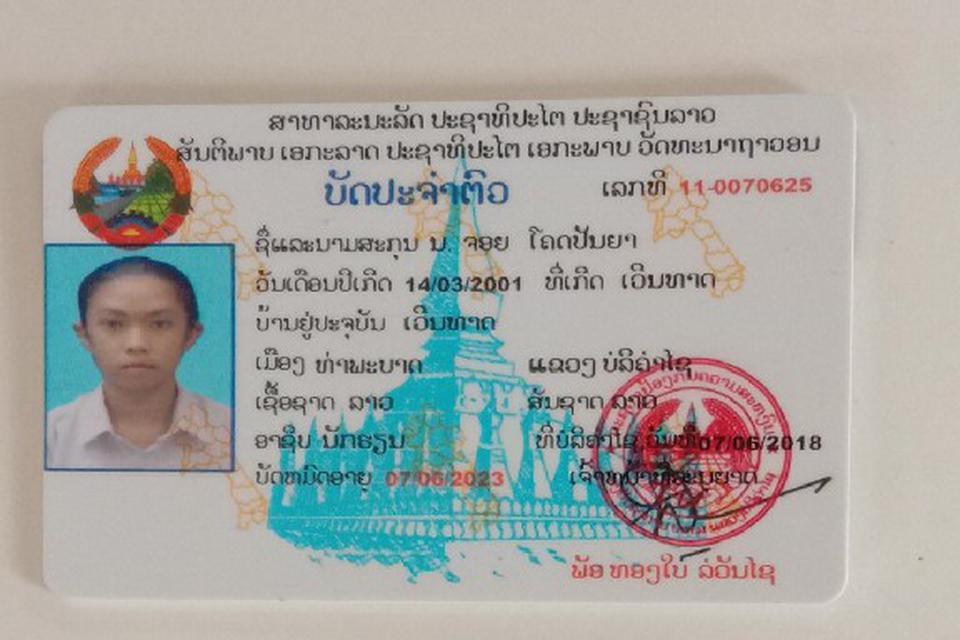 ສາທາລະນະລັດ ປະຊາທິປະໄຕ ປະຊາຊົນລາວ
ສັນຕິພາບ ເອກະລາດ ປະຊາທິປະໄຕ ເອກະພາບ ວັດທະນາຖາວອນ
ບັດປະຈຳຕົວ ເລກທີ 11-0070625
ຊື່ແລະນາມສະກຸນ ນ. ຈອຍ ໂຄດປັນຍາ
ວັນເດືອນປີເກີດ 14/03/2001 ທີ່ເກີດ ເວີນທາດ
ບ້ານຢູ່ປະຈຸບັນ ເວີນທາດ
ເມືອງ ທ່າພະບາດ ແຂວງ ບໍລິຄຳໄຊ
ເຊື້ອຊາດ ລາວ ສັນຊາດ ລາວ
ອາຊີບ ນັກຮຽນ ທີ່ບໍລິຄຳໄຊ ວັນທີ 07/06/2018
ບັດຫມົດອາຍຸ 07/06/2023 ເຈົ້າຫນ້າທີ່ອະນຸຍາດ
ພັອ ທອງໃບ ລໍວັນໄຊ